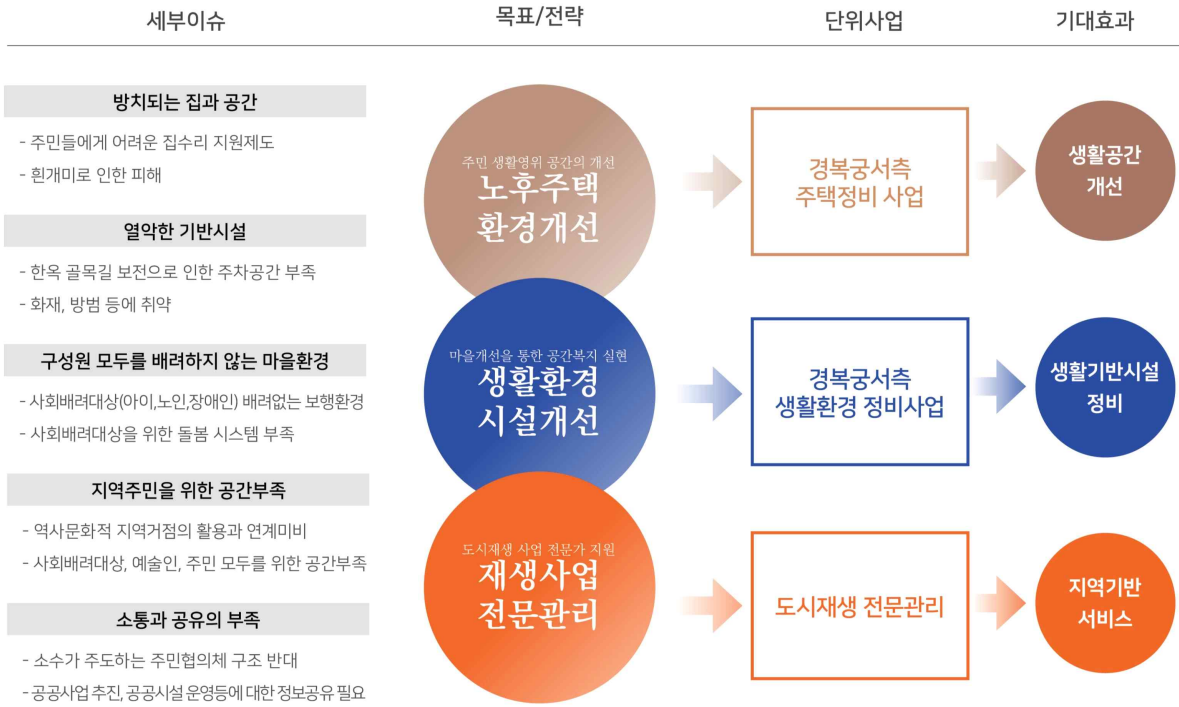 세부이슈
목표/전략
단위사업
기대효과
방치되는 집과 공간
- 주민들에게 어려운 집수리 지원제도
- 흰개미로 인한 피해
열악한 기반시설
- 한옥 골목길 보전으로 인한 주차공간 부족
- 화재, 방범 등에 취약
구성원 모두를 배려하지 않는 마을환경
- 사회배려대상(아이,노인,장애인) 배려없는 보행환경
- 사회배려대상을 위한 돌봄 시스템 부족
지역주민을 위한 공간부족
- 역사문화적 지역거점의 활용과 연계미비
- 사회배려대상, 예술인, 주민 모두를 위한 공간부족
소통과 공유의 부족
- 소수가 주도하는 주민협의체 구조 반대
- 공공사업 추진, 공공시설 운영등에 대한 정보공유 필요
주민 생활영위 공간의 개선
노후주택
환경개선
경복궁서측
주택정비 사업
생활공간
개선
마을개선을 통한 공간복지 실현
생활환경
시설개선
경복궁서측
생활환경 정비사업
생활기반시설
정비
도시재생 사업 전문가 지원
재생사업
전문관리
도시재생 전문관리
지역기반
서비스